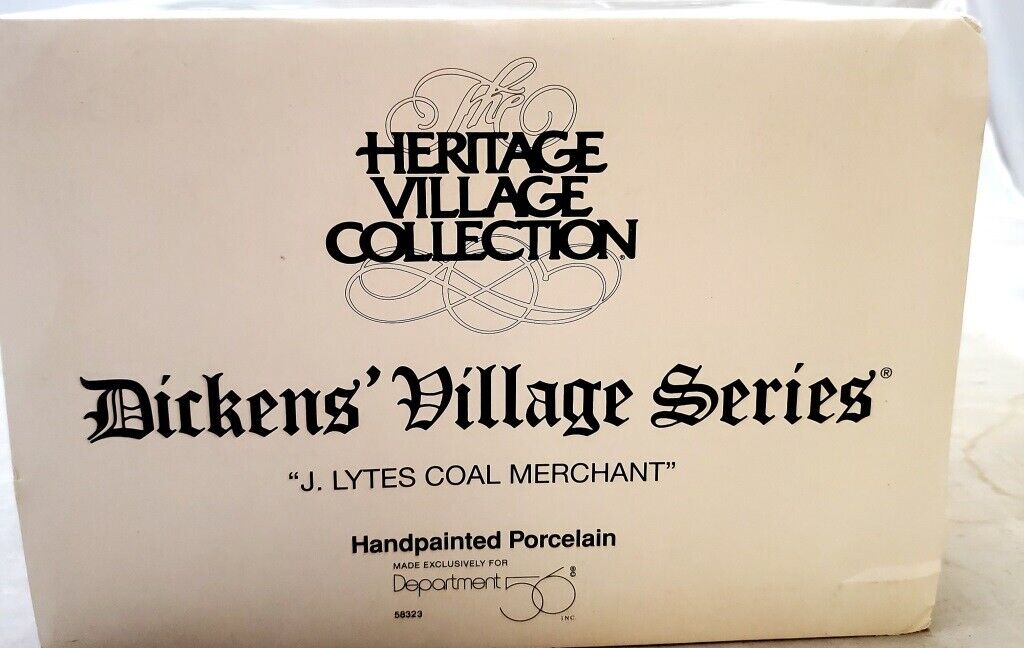 The
HERITAGE
VILLAGE
COLLECTION®
Dickens' Village Series®
“J. LYTES COAL MERCHANT”
Handpainted Porcelain
MADE EXCLUSIVELY FOR
Department 56®
58323 INC.